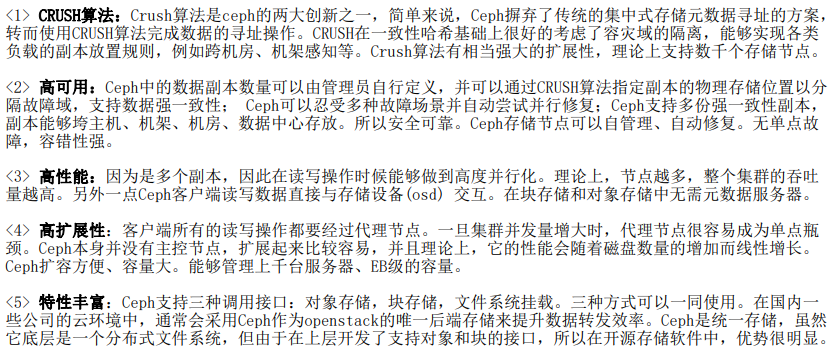 <1> CRUSH算法：Crush算法是ceph的两大创新之一，简单来说，Ceph摒弃了传统的集中式存储元数据寻址的方案，
转而使用CRUSH算法完成数据的寻址操作。CRUSH在一致性哈希基础上很好的考虑了容灾域的隔离，能够实现各类
负载的副本放置规则，例如跨机房、机架感知等。Crush算法有相当强大的扩展性，理论上支持数千个存储节点。
<2> 高可用：Ceph中的数据副本数量可以由管理员自行定义，并可以通过CRUSH算法指定副本的物理存储位置以分
隔故障域，支持数据强一致性； Ceph可以忍受多种故障场景并自动尝试并行修复；Ceph支持多份强一致性副本，
副本能够垮主机、机架、机房、数据中心存放。所以安全可靠。Ceph存储节点可以自管理、自动修复。无单点故
障，容错性强。
<3> 高性能：因为是多个副本，因此在读写操作时候能够做到高度并行化。理论上，节点越多，整个集群的吞吐
量越高。另外一点Ceph客户端读写数据直接与存储设备(osd) 交互。在块存储和对象存储中无需元数据服务器。
<4> 高扩展性：客户端所有的读写操作都要经过代理节点。一旦集群并发量增大时，代理节点很容易成为单点瓶
颈。Ceph本身并没有主控节点，扩展起来比较容易，并且理论上，它的性能会随着磁盘数量的增加而线性增长。
Ceph扩容方便、容量大。能够管理上千台服务器、EB级的容量。
<5> 特性丰富：Ceph支持三种调用接口：对象存储，块存储，文件系统挂载。三种方式可以一同使用。在国内一
些公司的云环境中，通常会采用Ceph作为openstack的唯一后端存储来提升数据转发效率。Ceph是统一存储，虽然
它底层是一个分布式文件系统，但由于在上层开发了支持对象和块的接口，所以在开源存储软件中，优势很明显。